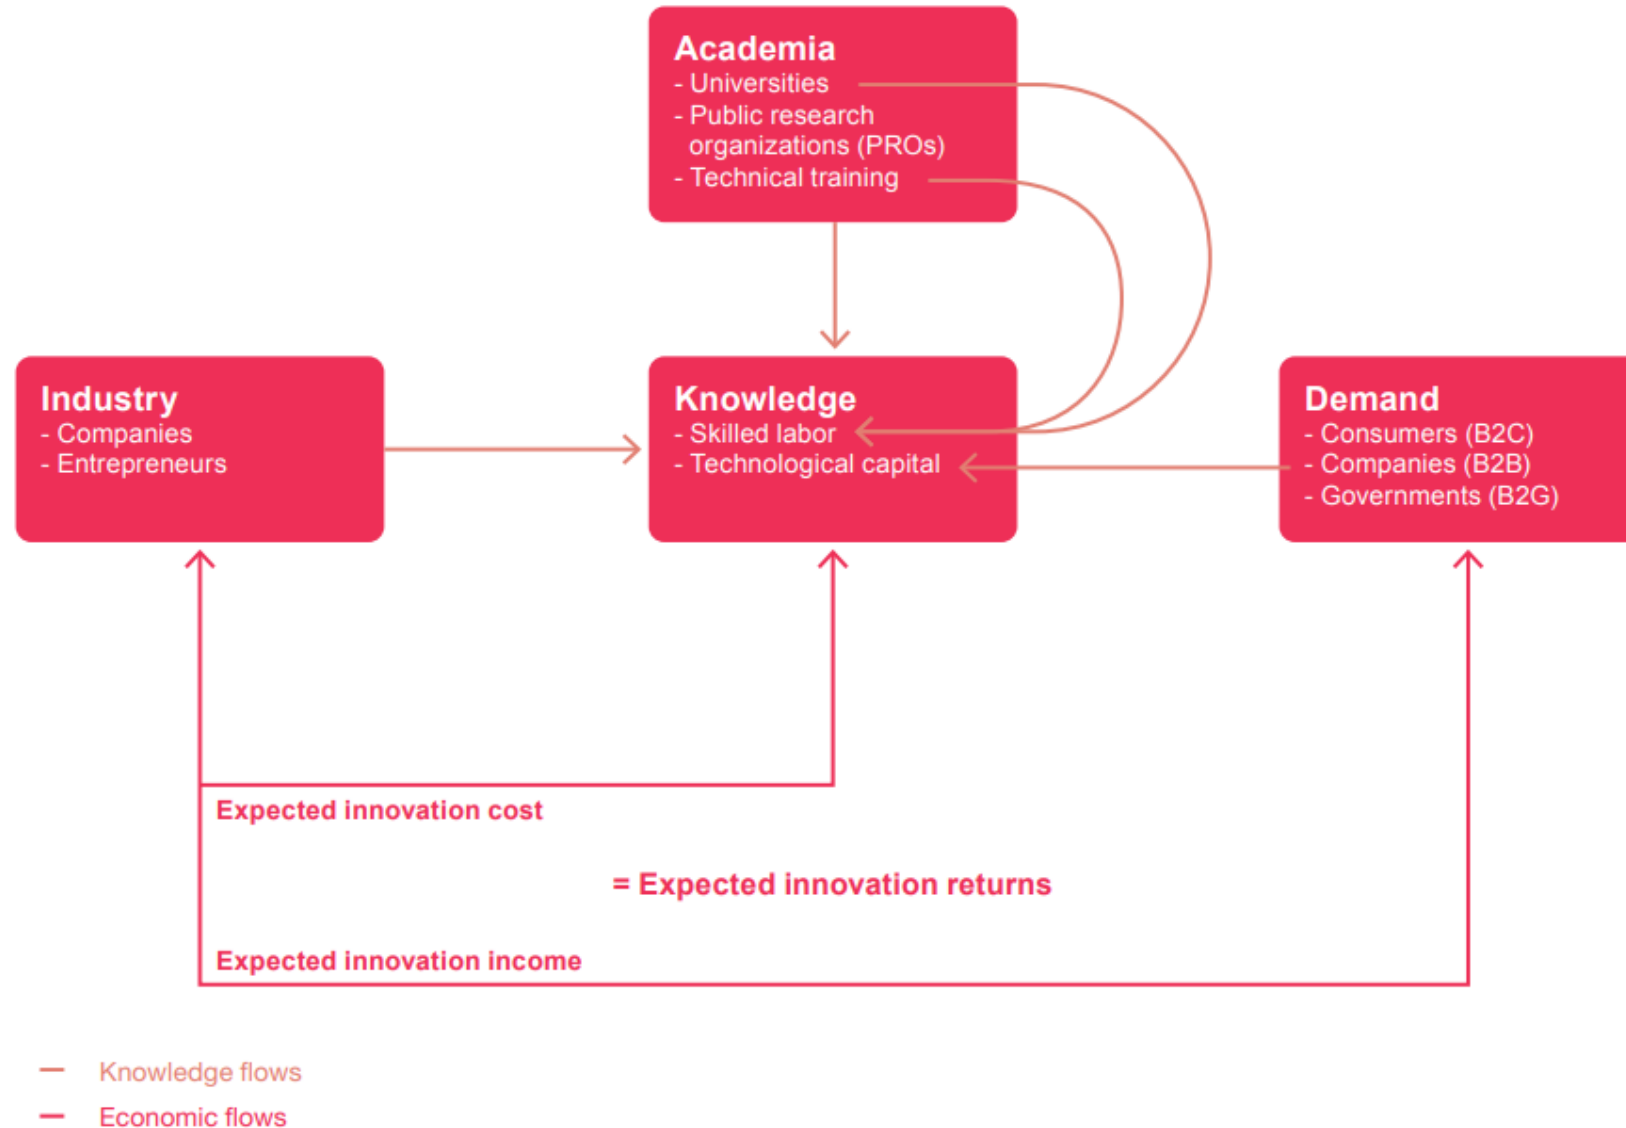 Academia
- Universities
- Public research
organizations (PROs)
- Technical training
Industry
- Companies
- Entrepreneurs
Knowledge
- Skilled labor
- Technological capital
Demand
- Consumers (B2C)
- Companies (B2B)
- Governments (B2G)
Expected innovation cost
= Expected innovation returns
Expected innovation income
Knowledge flows
Economic flows